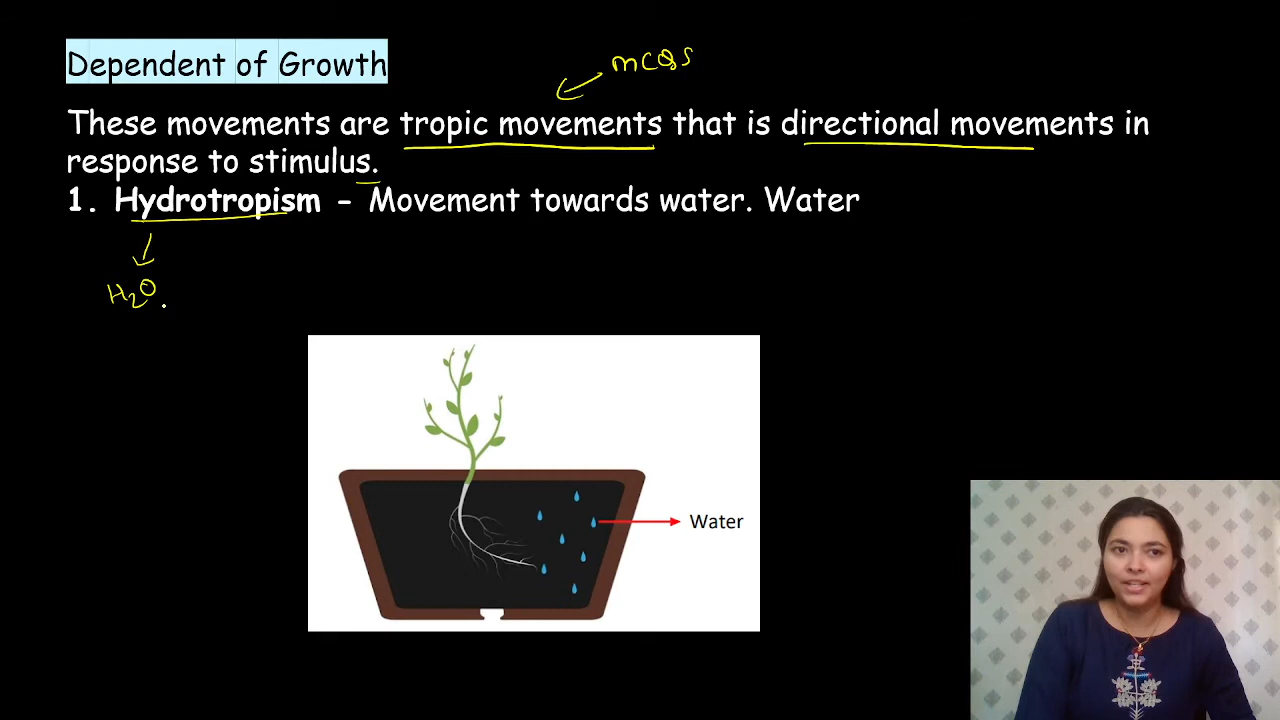 Dependent of Growth
mCQS
These movements are tropic movements that is directional movements in
response to stimulus.
1. Hydrotropism - Movement towards water. Water
H₂O.
Water